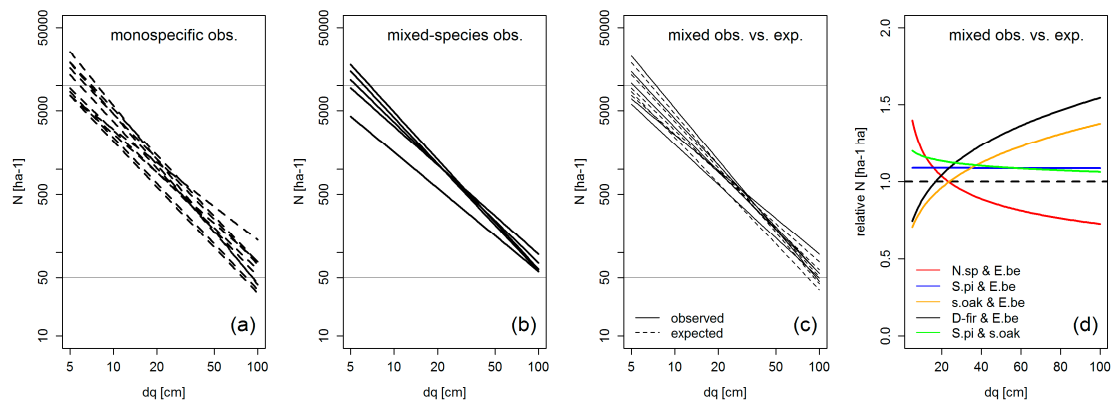 monospecific obs.
N [ha-1]
50000
5000
500
50
10
5
10
20
50
100
dq [cm]
(a)
mixed-species obs.
N [ha-1]
50000
5000
500
50
10
5
10
20
50
100
dq [cm]
(b)
mixed obs. vs. exp.
N [ha-1]
50000
5000
500
50
10
5
10
20
50
100
dq [cm]
observed
expected
(c)
mixed obs. vs. exp.
relative N [ha-1 ha]
2.0
1.5
1.0
0.5
0.0
20
40
60
80
100
dq [cm]
N.sp & E.be
S.pi & E.be
s.oak & E.be
D-fir & E.be
S.pi & s.oak
(d)